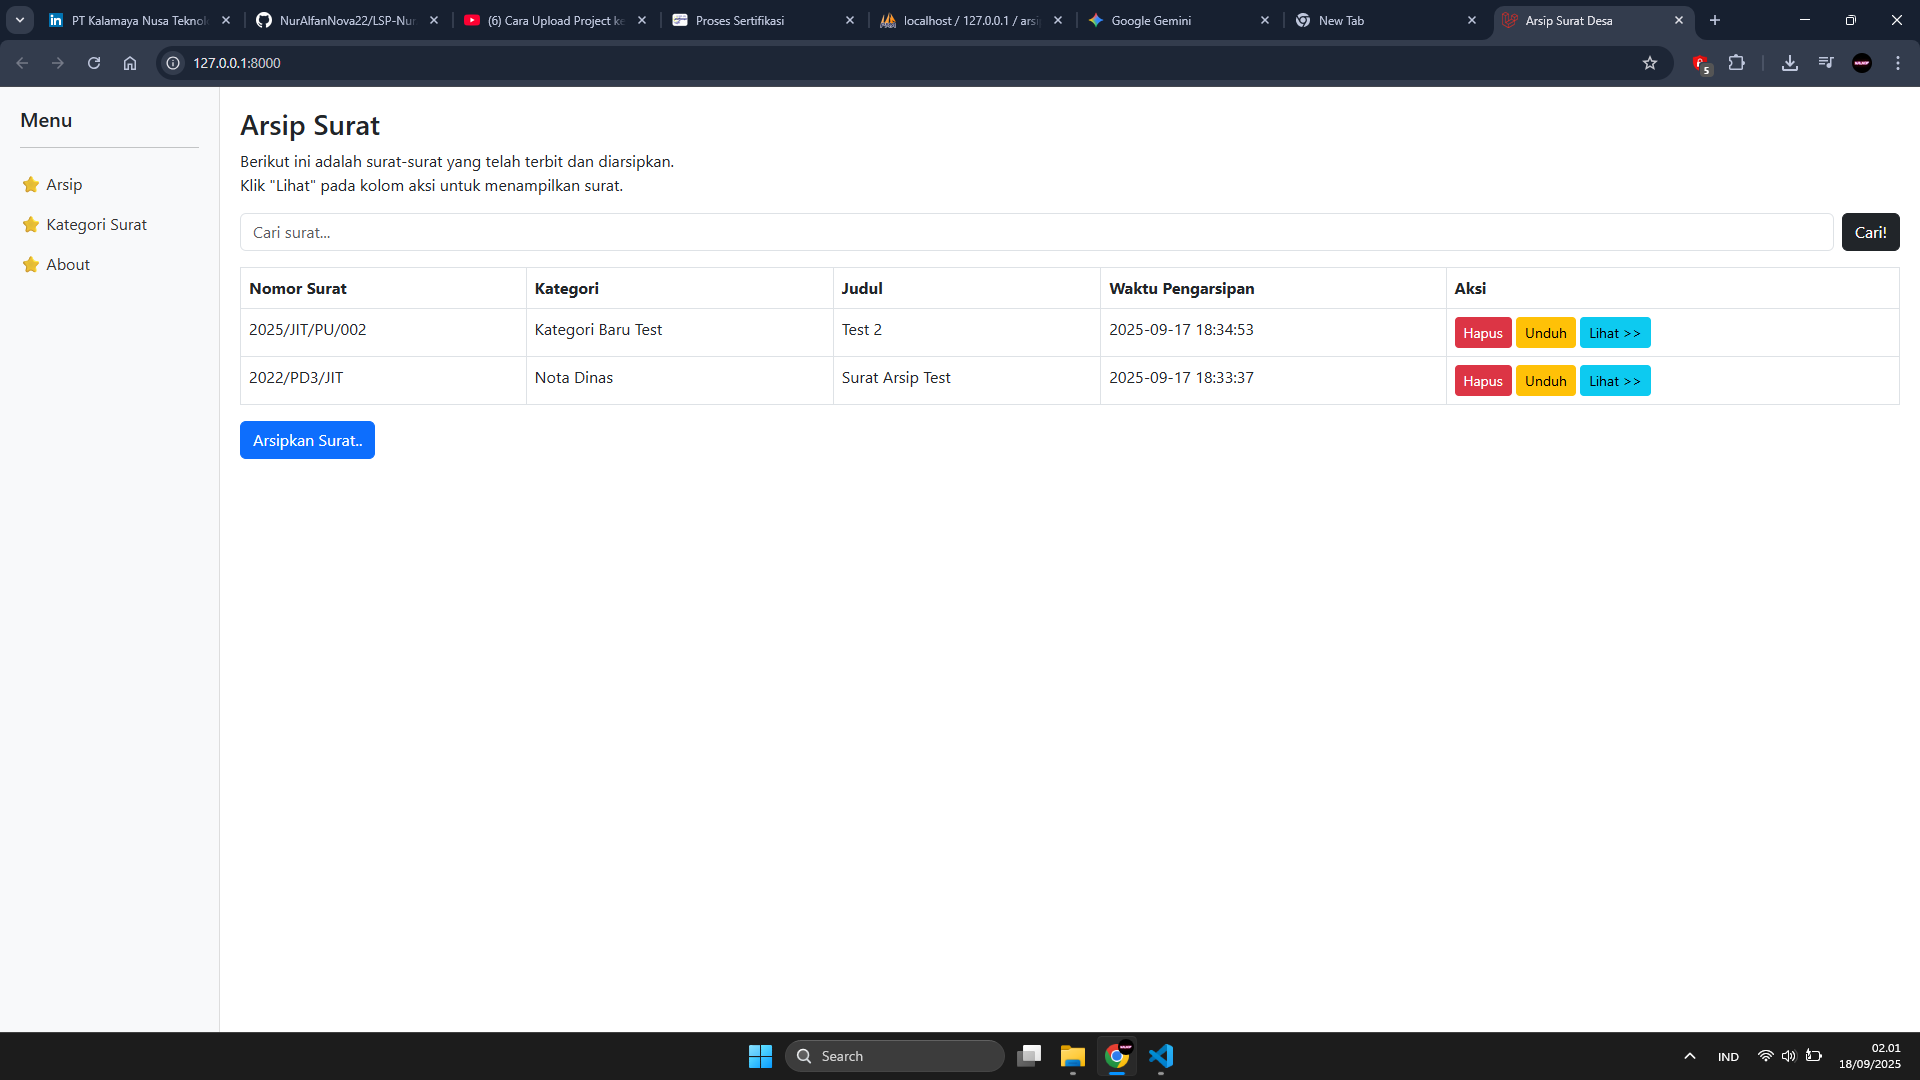 PT Kalamaya Nusa Teknol
NurAlfanNova22/LSP-Nur
(6) Cara Upload Project ke
Proses Sertifikasi
localhost / 127.0.0.1 / arsi
Google Gemini
New Tab
Arsip Surat Desa
127.0.0.1:8000
5
Menu
Arsip
Kategori Surat
About
Arsip Surat
Berikut ini adalah surat-surat yang telah terbit dan diarsipkan.
Klik "Lihat" pada kolom aksi untuk menampilkan surat.
Cari surat...
Cari!
Nomor Surat Kategori Judul Waktu Pengarsipan Aksi
2025/JIT/PU/002 Kategori Baru Test Test 2 2025-09-17 18:34:53 Hapus Unduh Lihat >>
2022/PD3/JIT Nota Dinas Surat Arsip Test 2025-09-17 18:33:37 Hapus Unduh Lihat >>
Arsipkan Surat..
Search
IND
02.01
18/09/2025